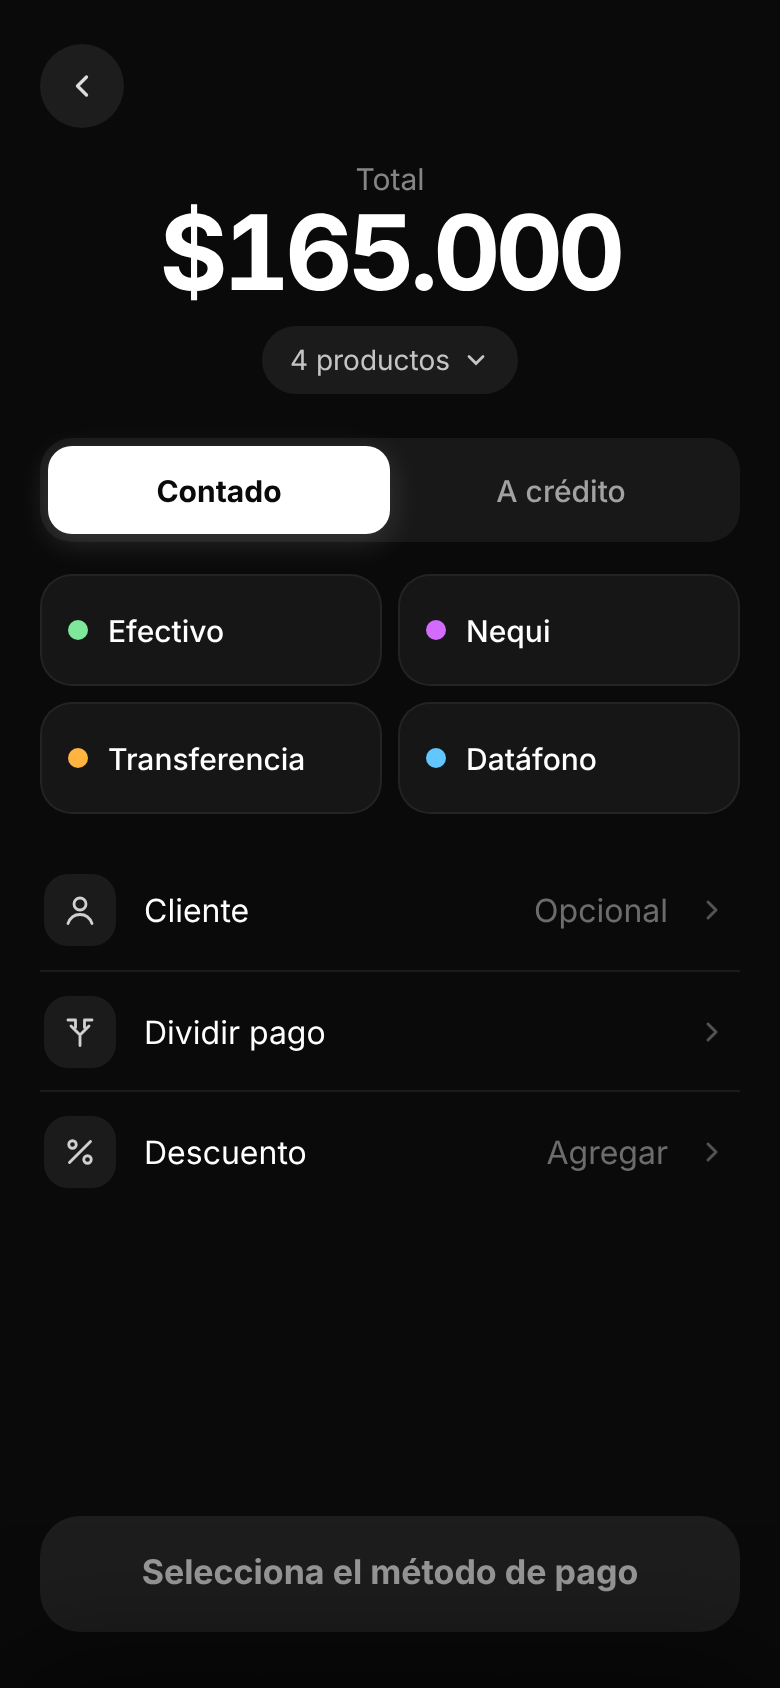 Total
$165.000
4 productos
Contado
A crédito
Efectivo
Nequi
Transferencia
Datáfono
Cliente
Opcional
Dividir pago
Descuento
Agregar
Selecciona el método de pago